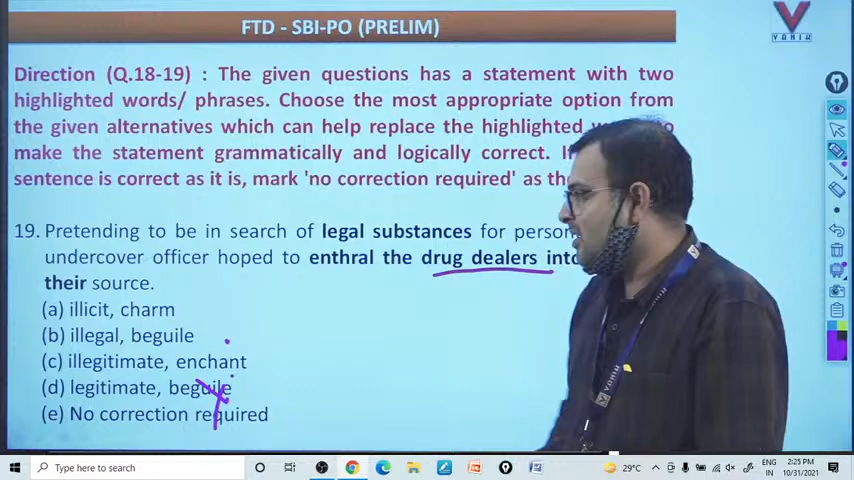 FTD - SBI-PO (PRELIM)
VANIK
Direction (Q.18-19) : The given questions has a statement with two
highlighted words/ phrases. Choose the most appropriate option from
the given alternatives which can help replace the highlighted
make the statement grammatically and logically correct.
sentence is correct as it is, mark 'no correction required' as the
19. Pretending to be in search of legal substances for
undercover officer hoped to enthral the drug dealers into
their source.
(a) illicit, charm
(b) illegal, beguile
(c) illegitimate, enchant
(d) legitimate, beguile
(e) No correction required
Type here to search
29°C
ENG
IN
2:25 PM
10/31/2021